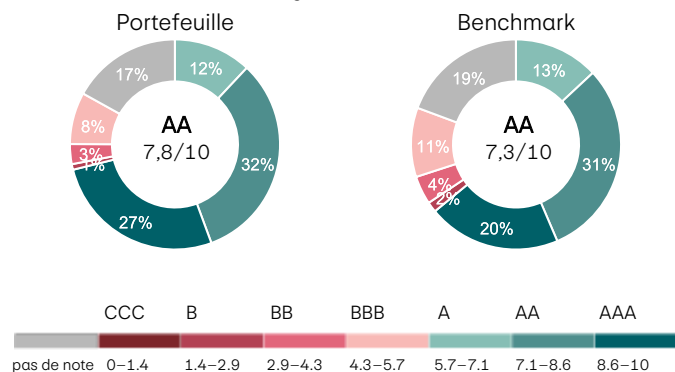 Portefeuille
Benchmark
17%
12%
8%
3%
1%
32%
27%
AA
7,8/10
19%
13%
11%
4%
2%
31%
20%
AA
7,3/10
CCC B BB BBB A AA AAA
pas de note 0–1.4 1.4–2.9 2.9–4.3 4.3–5.7 5.7–7.1 7.1–8.6 8.6–10